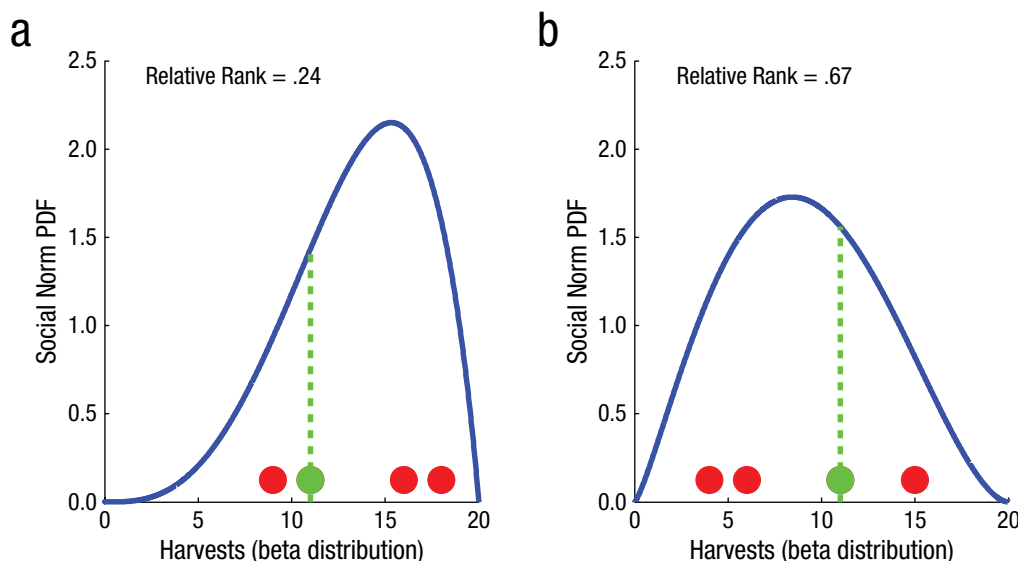 a
2.5
Relative Rank = .24
2.0
1.5
1.0
0.5
0.0
Social Norm PDF
0 5 10 15 20
Harvests (beta distribution)
b
2.5
Relative Rank = .67
2.0
1.5
1.0
0.5
0.0
Social Norm PDF
0 5 10 15 20
Harvests (beta distribution)